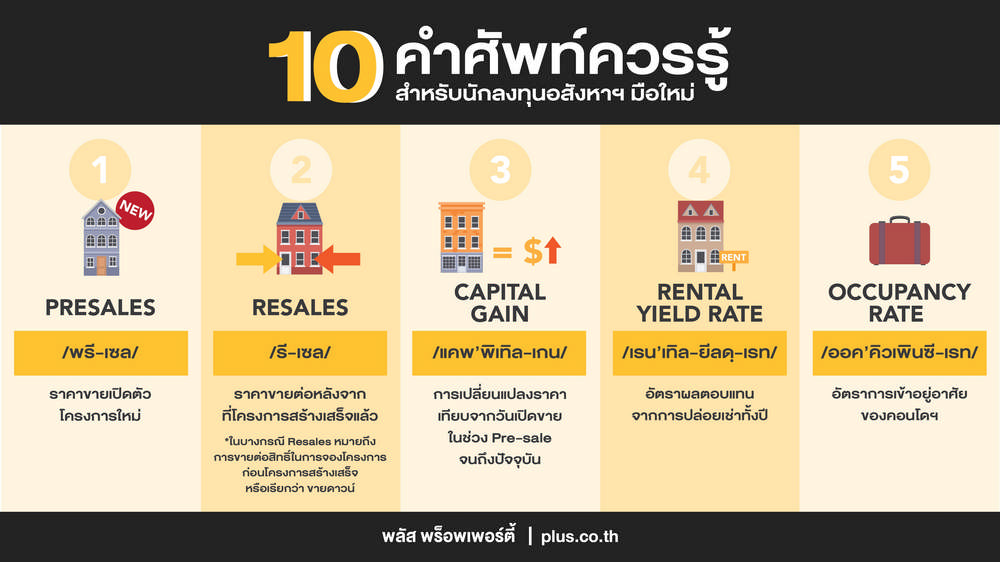 10 คำศัพท์ควรรู้
สำหรับนักลงทุนอสังหาฯ มือใหม่
1
NEW
PRESALES
/พรี-เซล/
ราคาขายเปิดตัว
โครงการใหม่
2
RESALES
/รี-เซล/
ราคาขายต่อหลังจาก
ที่โครงการสร้างเสร็จแล้ว
*ในบางกรณี Resales หมายถึง
การขายต่อสิทธิ์ในการจองโครงการ
ก่อนโครงการสร้างเสร็จ
หรือเรียกว่า ขายดาวน์
3
= $
CAPITAL
GAIN
/แคพ'พิเทิล-เกน/
การเปลี่ยนแปลงราคา
เทียบจากวันเปิดขาย
ในช่วง Pre-sale
จนถึงปัจจุบัน
4
RENT
RENTAL
YIELD RATE
/เรน'เทิล-ยีลดฺ-เรท/
อัตราผลตอบแทน
จากการปล่อยเช่าทั้งปี
5
OCCUPANCY
RATE
/ออค'คิวเพินซี-เรท/
อัตราการเข้าอยู่อาศัย
ของคอนโดฯ
พลัส พร็อพเพอร์ตี้ | plus.co.th